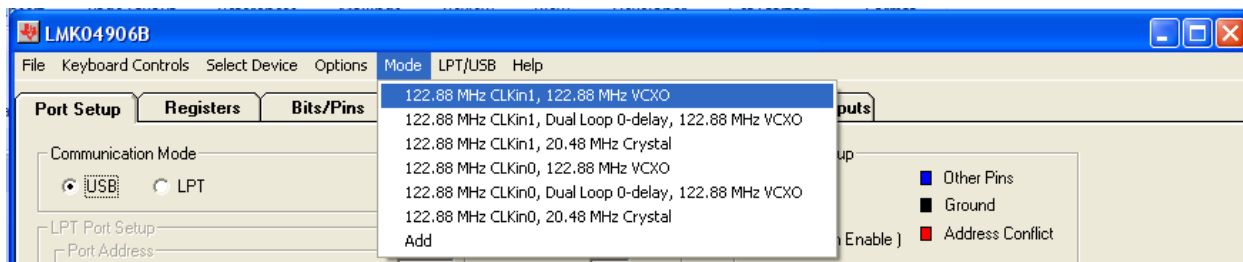 LMK04906B
File Keyboard Controls Select Device Options Mode LPT/USB Help
Port Setup Registers Bits/Pins
122.88 MHz CLKin1, 122.88 MHz VCXO
122.88 MHz CLKin1, Dual Loop 0-delay, 122.88 MHz VCXO
122.88 MHz CLKin1, 20.48 MHz Crystal
122.88 MHz CLKin0, 122.88 MHz VCXO
122.88 MHz CLKin0, Dual Loop 0-delay, 122.88 MHz VCXO
122.88 MHz CLKin0, 20.48 MHz Crystal
Add
puts
Communication Mode
USB LPT
LPT Port Setup
Port Address
up
Other Pins
Ground
Enable ) Address Conflict